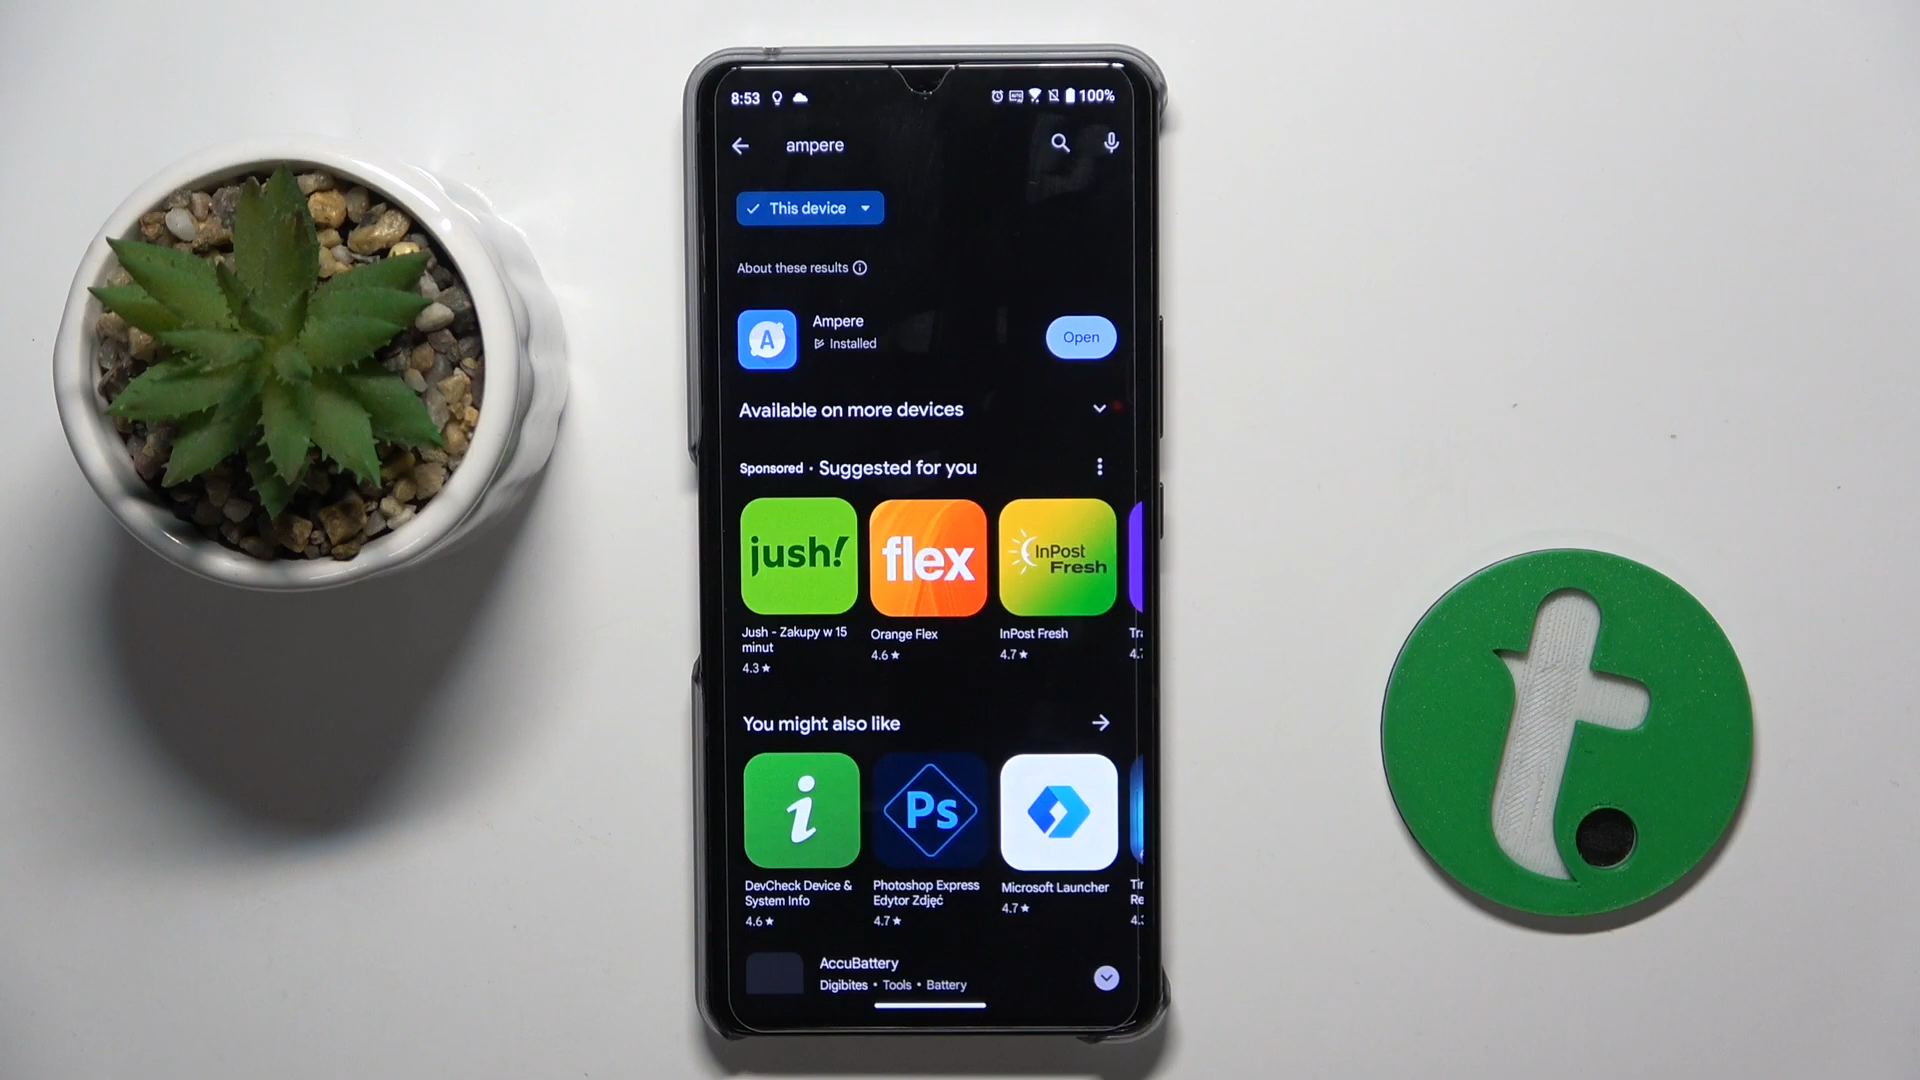 8:53 100%
ampere
This device
About these results
A
Ampere
Installed
Open
Available on more devices
Sponsored • Suggested for you
jush!
flex
InPost
Fresh
Jush - Zakupy w 15
minut
4.3★
Orange Flex
4.6★
InPost Fresh
4.7★
You might also like
i
Ps
DevCheck Device &
System Info
4.6★
Photoshop Express
Edytor Zdjęć
4.7★
Microsoft Launcher
4.7★
AccuBattery
Digibites • Tools • Battery
t